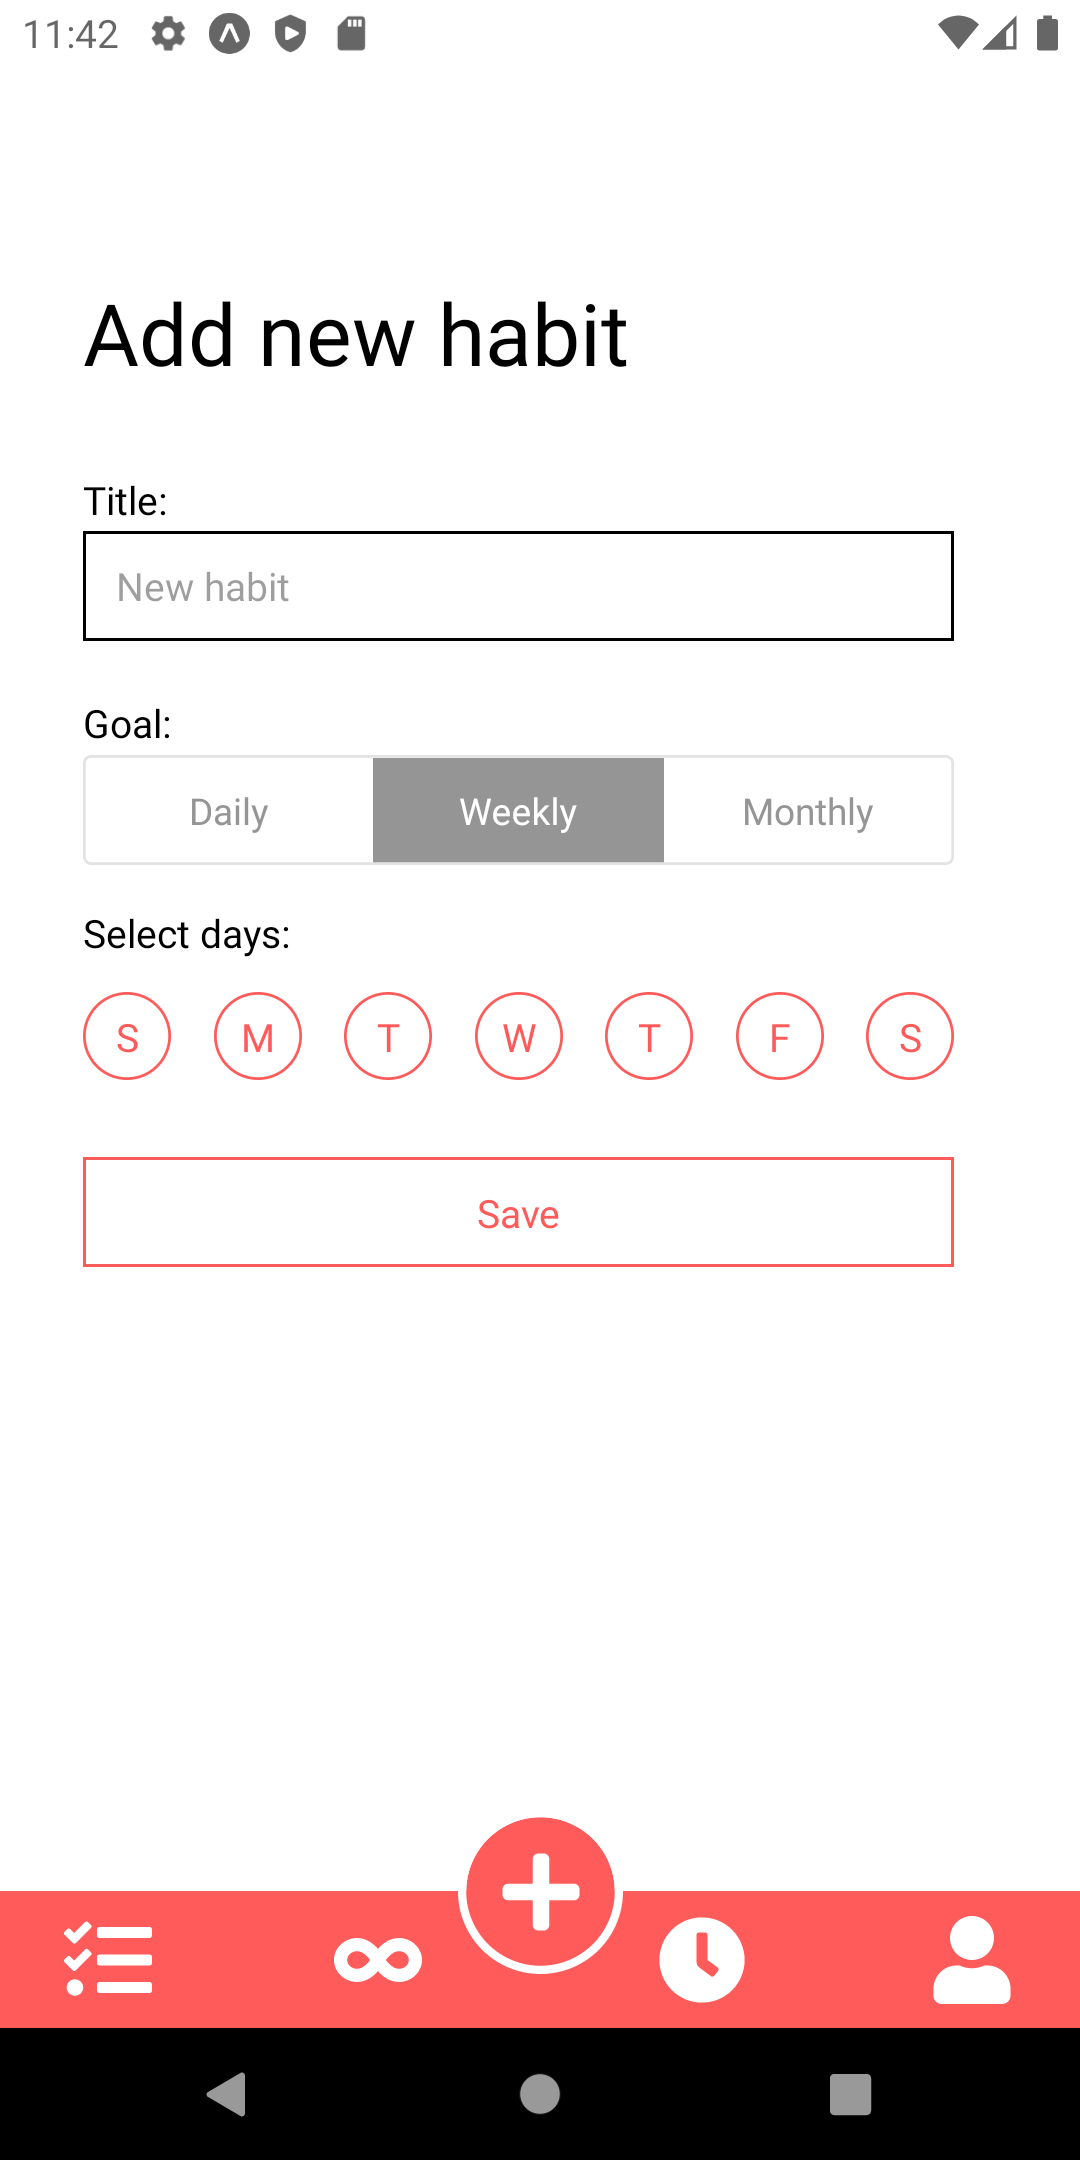 11:42
Add new habit
Title:
New habit
Goal:
Daily Weekly Monthly
Select days:
S M T W T F S
Save